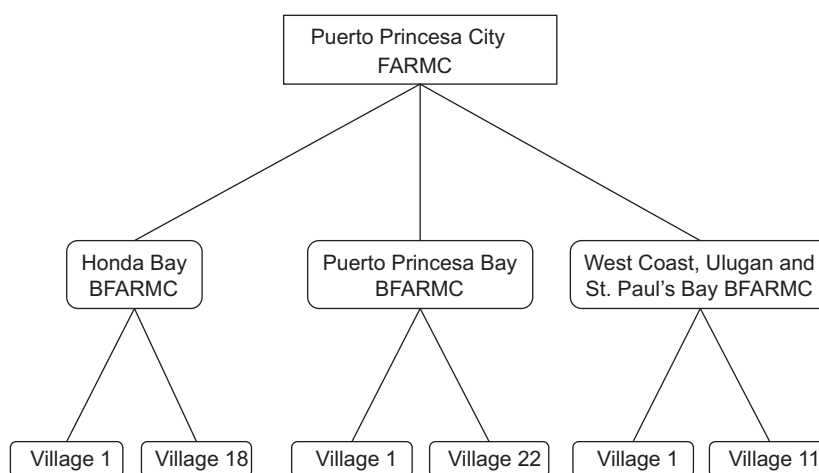 Puerto Princesa City
FARMC
Honda Bay
BFARMC
Puerto Princesa Bay
BFARMC
West Coast, Ulugan and
St. Paul's Bay BFARMC
Village 1
Village 18
Village 1
Village 22
Village 1
Village 11